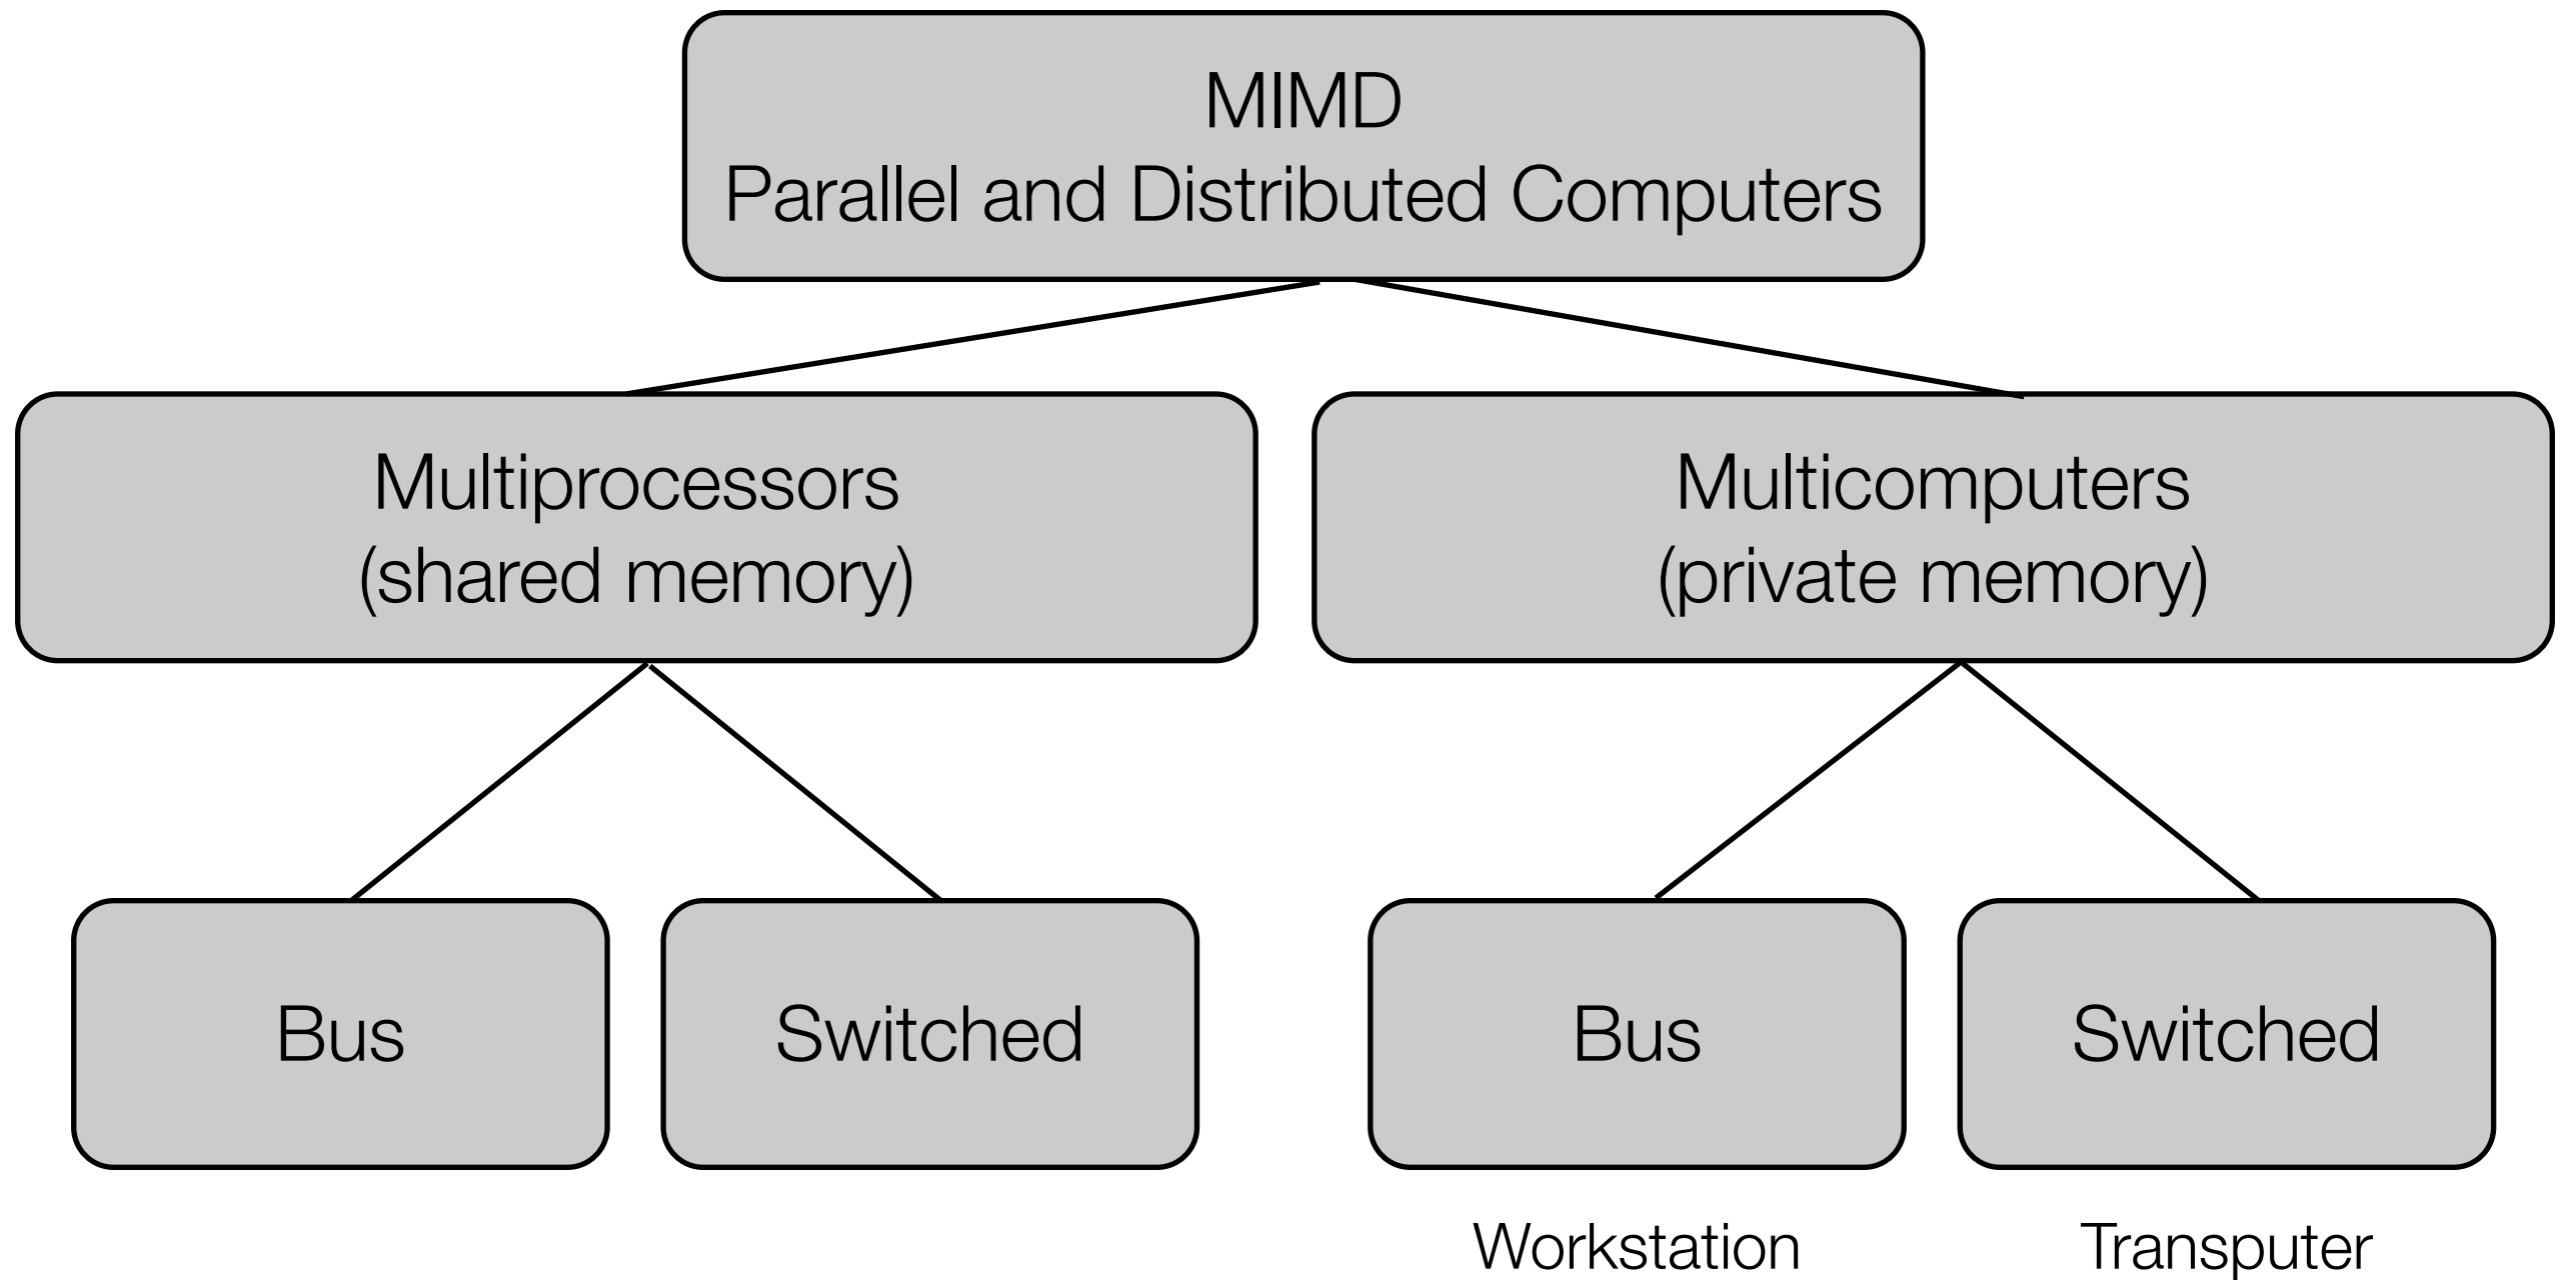 MIMD
Parallel and Distributed Computers
Multiprocessors
(shared memory)
Multicomputers
(private memory)
Bus
Switched
Bus
Switched
Workstation
Transputer